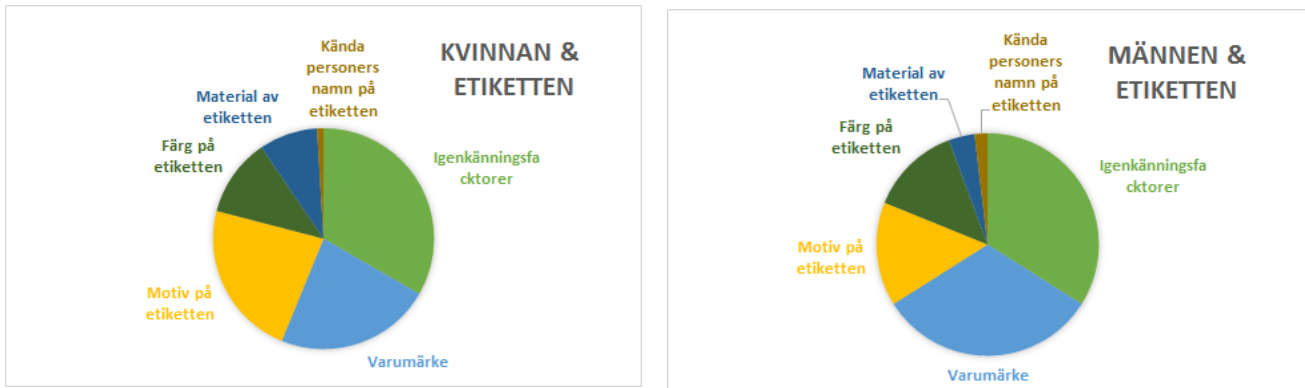 KVINNAN &
ETIKETTEN
Kända
personers
namn på
etiketten
Material av
etiketten
Färg på
etiketten
Igenkänningsfa
cktorer
Motiv på
etiketten
Varumärke
MÄNNEN &
ETIKETTEN
Kända
personers
namn på
etiketten
Material av
etiketten
Färg på
etiketten
Igenkänningsfa
cktorer
Motiv på
etiketten
Varumärke